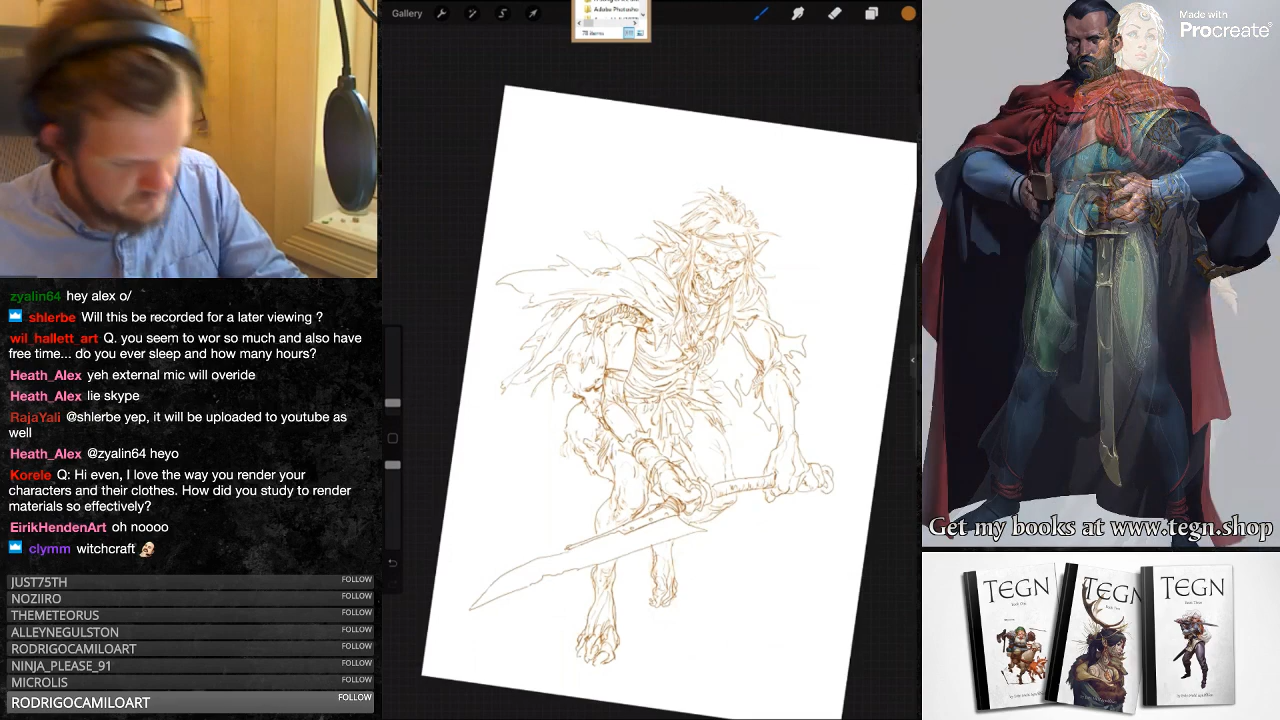 Gallery
Adobe Photosho
78 items
Made with
Procreate®
zyalin64 hey alex o/
shlerbe Will this be recorded for a later viewing ?
wil_hallett_art Q. you seem to wor so much and also have
free time... do you ever sleep and how many hours?
Heath_Alex yeh external mic will overide
Heath_Alex lie skype
RajaYali @shlerbe yep, it will be uploaded to youtube as
well
Heath_Alex @zyalin64 heyo
Korele Q: Hi even, I love the way you render your
characters and their clothes. How did you study to render
materials so effectively?
EirikHendenArt oh noooo
clymm witchcraft
JUST75TH FOLLOW
NOZIIRO FOLLOW
THEMETEORUS FOLLOW
ALLEYNEGULSTON FOLLOW
RODRIGOCAMILOART FOLLOW
NINJA_PLEASE_91 FOLLOW
MICROLIS FOLLOW
RODRIGOCAMILOART FOLLOW
Get my books at www.tegn.shop
TEGN
TEGN
TEGN